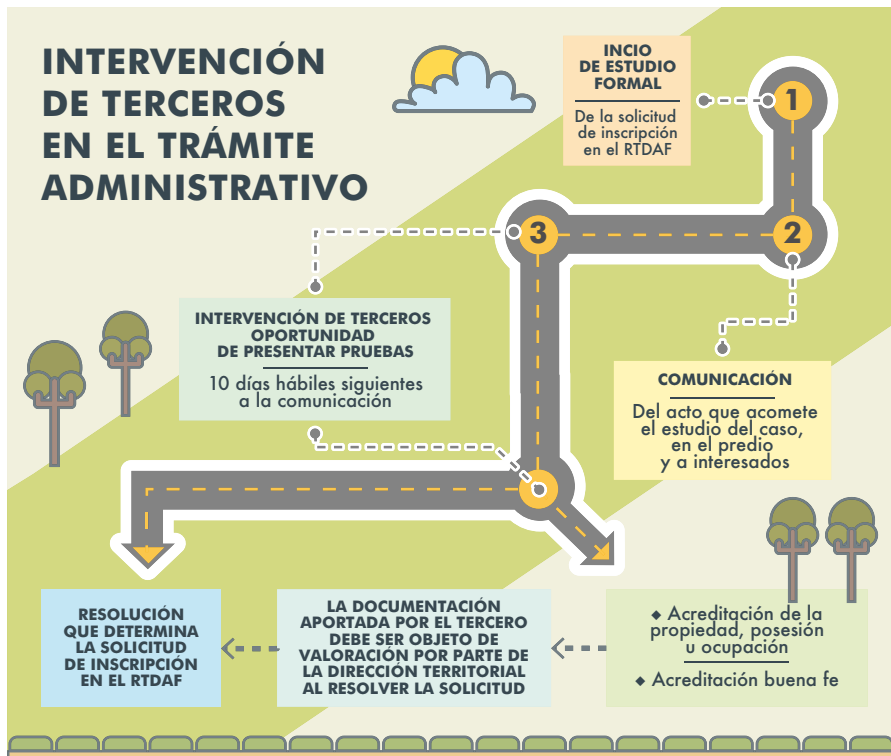 INTERVENCIÓN
DE TERCEROS
EN EL TRÁMITE
ADMINISTRATIVO
INCIO
DE ESTUDIO
FORMAL
De la solicitud
de inscripción
en el RTDAF
1
2
3
INTERVENCIÓN DE TERCEROS
OPORTUNIDAD
DE PRESENTAR PRUEBAS
10 días hábiles siguientes
a la comunicación
COMUNICACIÓN
Del acto que acomete
el estudio del caso,
en el predio
y a interesados
RESOLUCIÓN
QUE DETERMINA
LA SOLICITUD
DE INSCRIPCIÓN
EN EL RTDAF
LA DOCUMENTACIÓN
APORTADA POR EL TERCERO
DEBE SER OBJETO DE
VALORACIÓN POR PARTE DE
LA DIRECCIÓN TERRITORIAL
AL RESOLVER LA SOLICITUD
◆ Acreditación de la
propiedad, posesión
u ocupación
◆ Acreditación buena fe